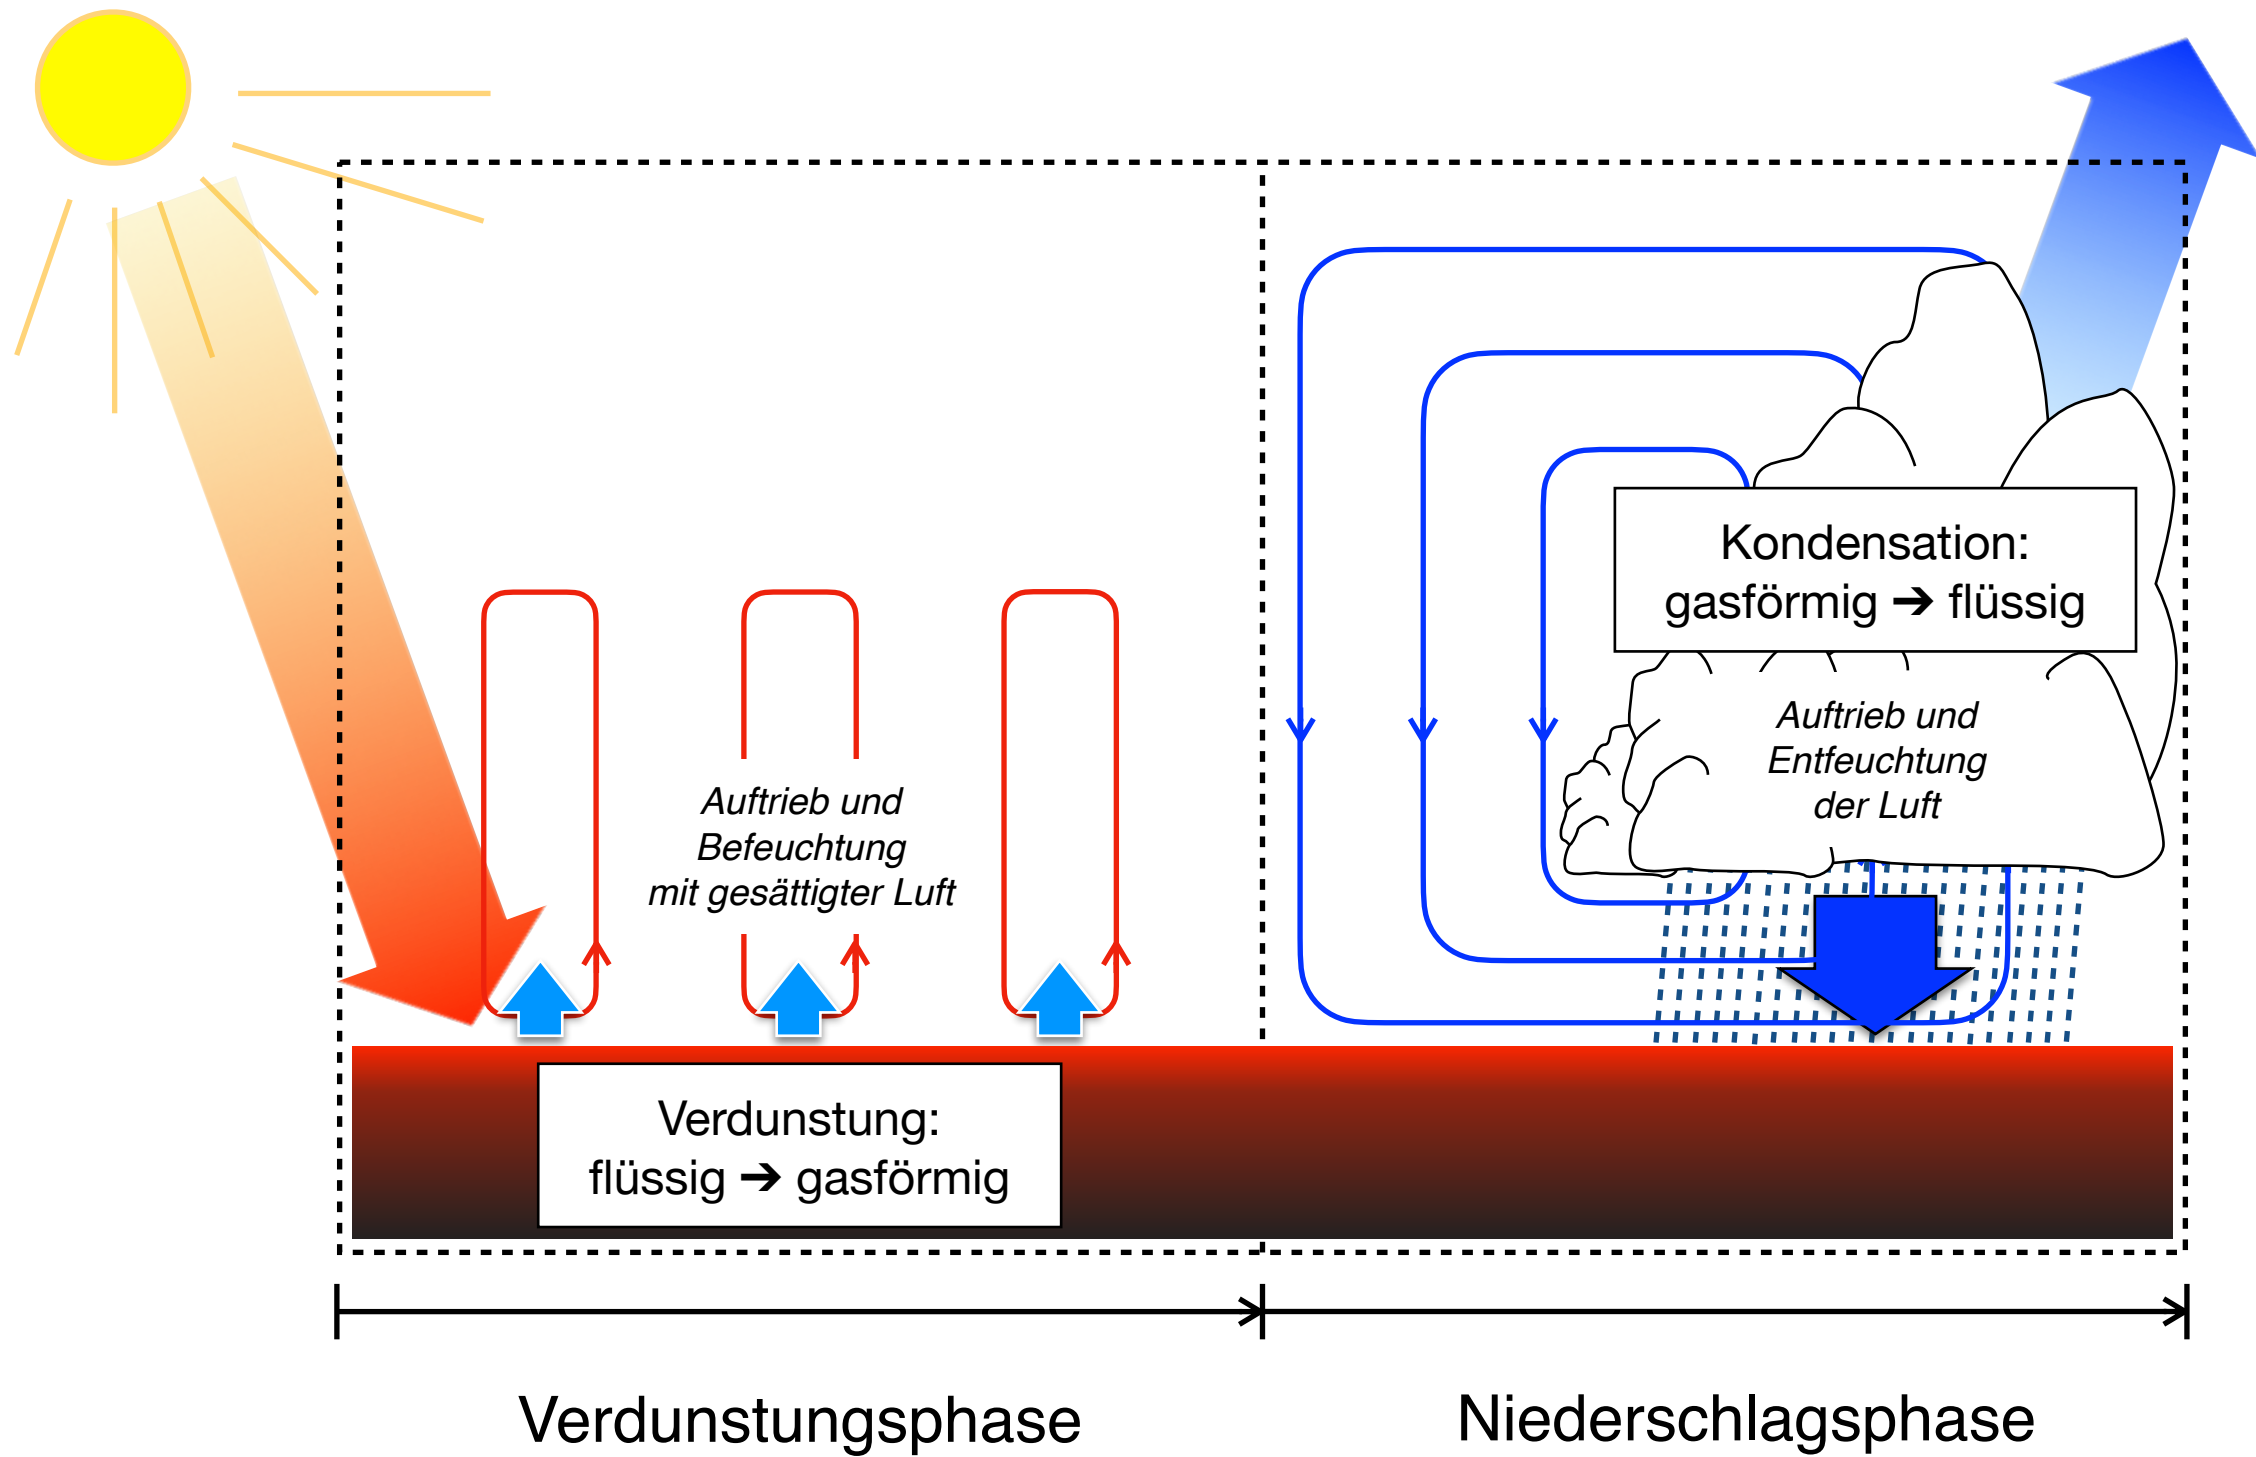 Kondensation:
gasförmig ➔ flüssig
Auftrieb und
Entfeuchtung
der Luft
Auftrieb und
Befeuchtung
mit gesättigter Luft
Verdunstung:
flüssig ➔ gasförmig
Verdunstungsphase
Niederschlagsphase